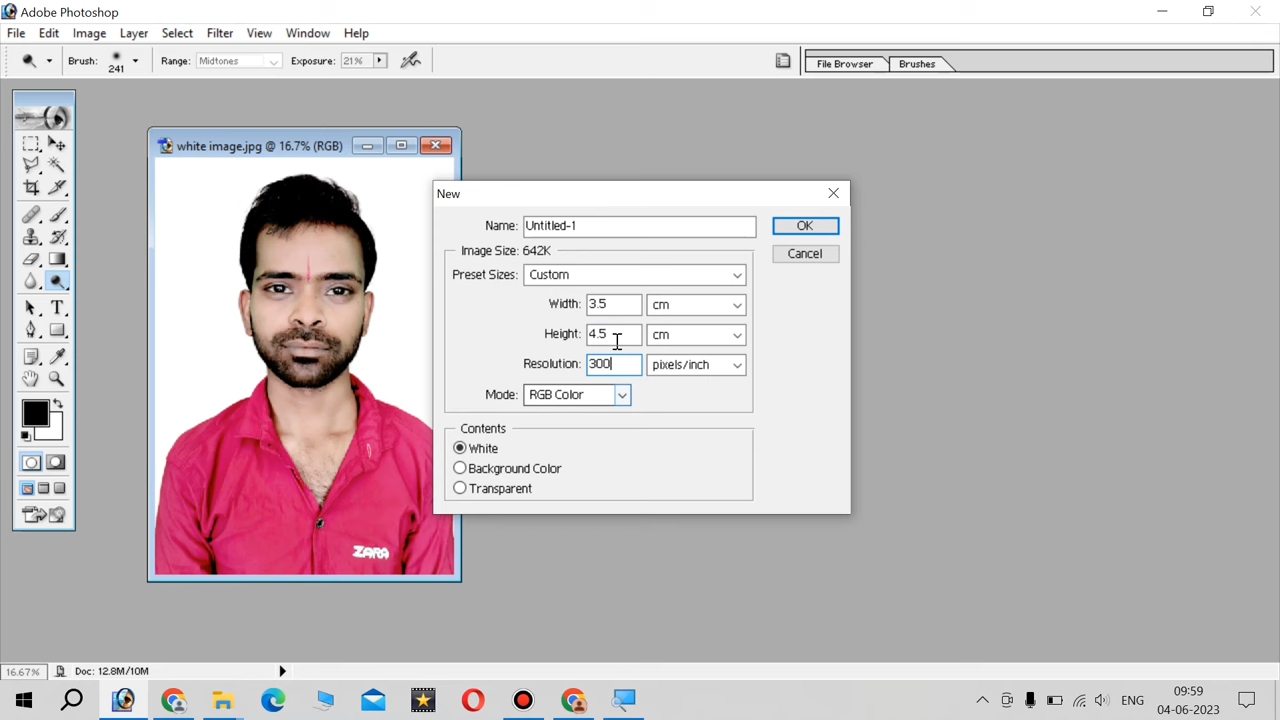 Adobe Photoshop
File Edit Image Layer Select Filter View Window Help
Brush: 241 Range: Midtones Exposure: 21% File Browser Brushes
white image.jpg @ 16.7% (RGB)
New
Name: Untitled-1 OK
Image Size: 642K
Cancel
Preset Sizes: Custom
Width: 3.5 cm
Height: 4.5 cm
Resolution: 300 pixels/inch
Mode: RGB Color
Contents
White
Background Color
Transparent
ZARA
16.67% Doc: 12.8M/10M
ENG 09:59
04-06-2023